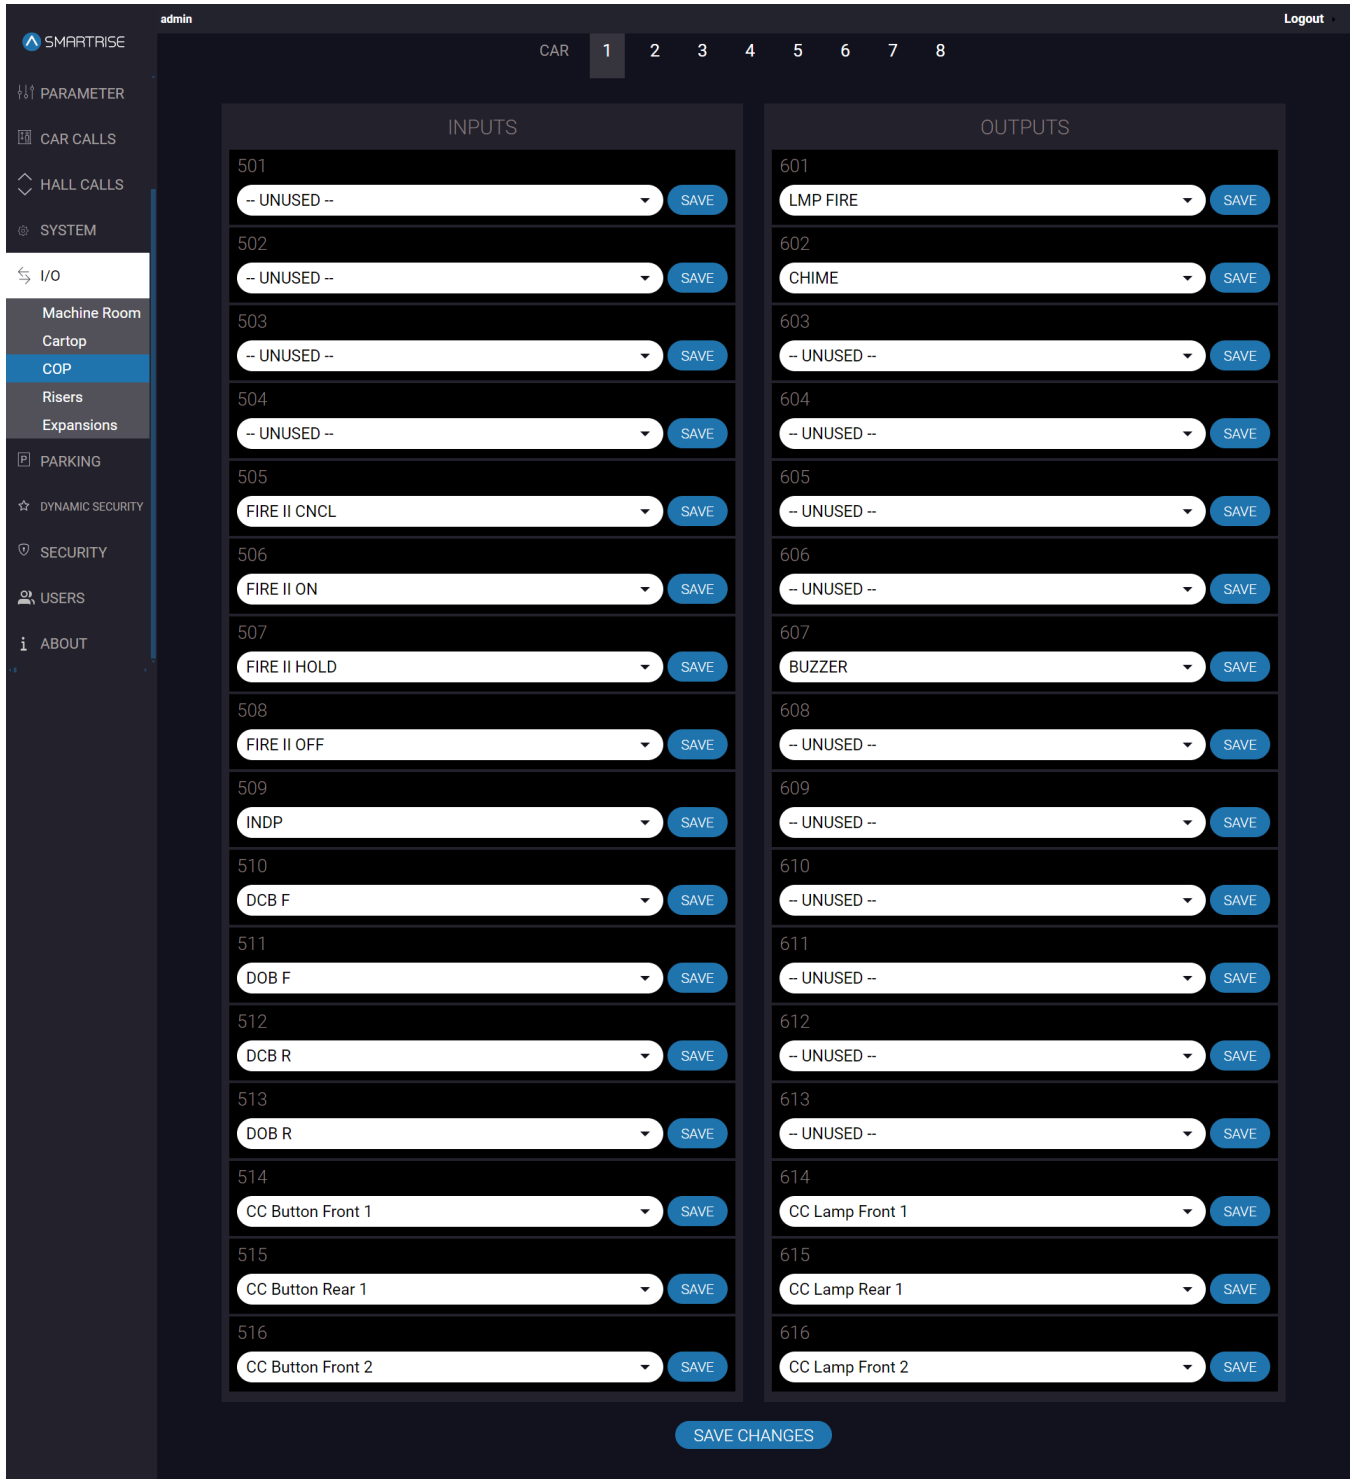 admin
Logout
SMARTRISE
CAR 1 2 3 4 5 6 7 8
PARAMETER
CAR CALLS
HALL CALLS
SYSTEM
I/O
Machine Room
Cartop
COP
Risers
Expansions
PARKING
DYNAMIC SECURITY
SECURITY
USERS
ABOUT
INPUTS
501
-- UNUSED --
SAVE
502
-- UNUSED --
SAVE
503
-- UNUSED --
SAVE
504
-- UNUSED --
SAVE
505
FIRE II CNCL
SAVE
506
FIRE II ON
SAVE
507
FIRE II HOLD
SAVE
508
FIRE II OFF
SAVE
509
INDP
SAVE
510
DCB F
SAVE
511
DOB F
SAVE
512
DCB R
SAVE
513
DOB R
SAVE
514
CC Button Front 1
SAVE
515
CC Button Rear 1
SAVE
516
CC Button Front 2
SAVE
OUTPUTS
601
LMP FIRE
SAVE
602
CHIME
SAVE
603
-- UNUSED --
SAVE
604
-- UNUSED --
SAVE
605
-- UNUSED --
SAVE
606
-- UNUSED --
SAVE
607
BUZZER
SAVE
608
-- UNUSED --
SAVE
609
-- UNUSED --
SAVE
610
-- UNUSED --
SAVE
611
-- UNUSED --
SAVE
612
-- UNUSED --
SAVE
613
-- UNUSED --
SAVE
614
CC Lamp Front 1
SAVE
615
CC Lamp Rear 1
SAVE
616
CC Lamp Front 2
SAVE
SAVE CHANGES